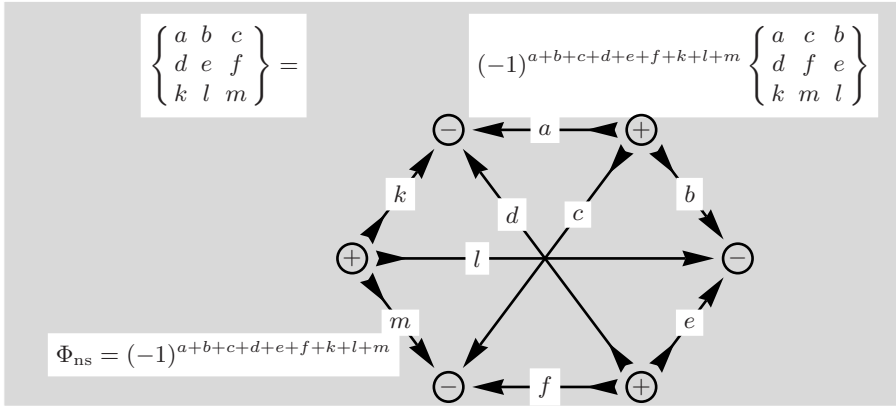 { a b c
d e f
k l m } =
(-1)^{a+b+c+d+e+f+k+l+m} { a c b
d f e
k m l }
− a +
k d c b
+ l −
m e
Φ_ns = (-1)^{a+b+c+d+e+f+k+l+m}
− f +